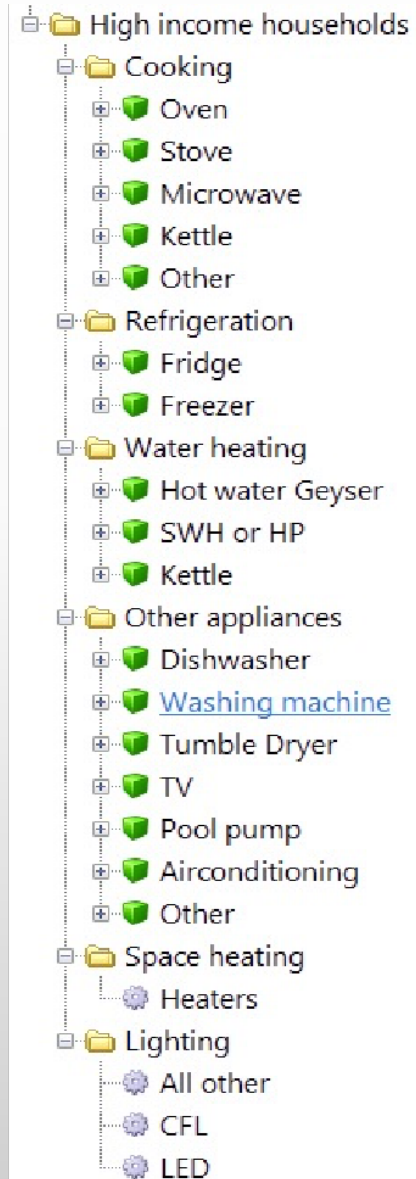 High income households
Cooking
Oven
Stove
Microwave
Kettle
Other
Refrigeration
Fridge
Freezer
Water heating
Hot water Geyser
SWH or HP
Kettle
Other appliances
Dishwasher
Washing machine
Tumble Dryer
TV
Pool pump
Airconditioning
Other
Space heating
Heaters
Lighting
All other
CFL
LED